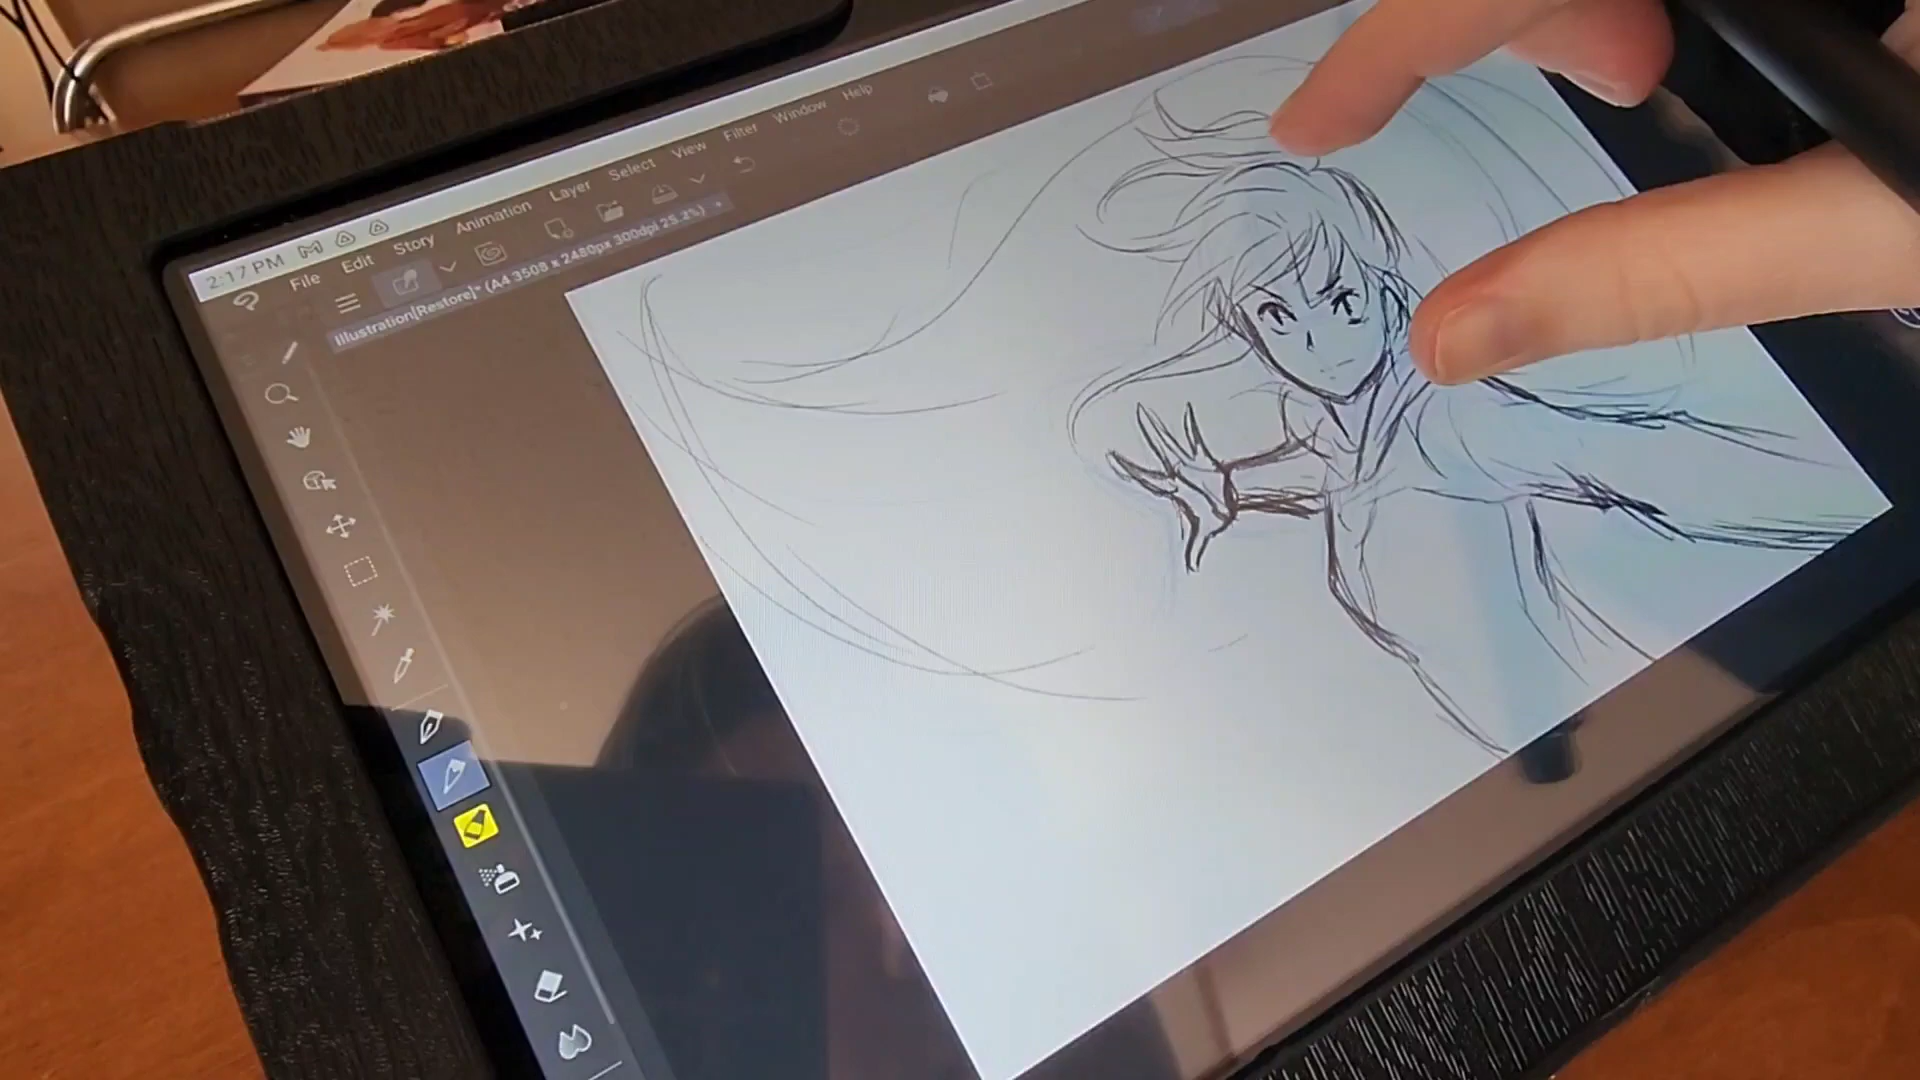 2:17 PM
File Edit Story Animation Layer Select View Filter Window Help
Illustration[Restore]* (A4 3508 x 2480px 300dpi 25.2%)